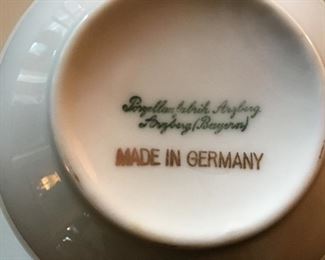 Porzellanfabrik Arzberg
Arzberg (Bayern)
MADE IN GERMANY